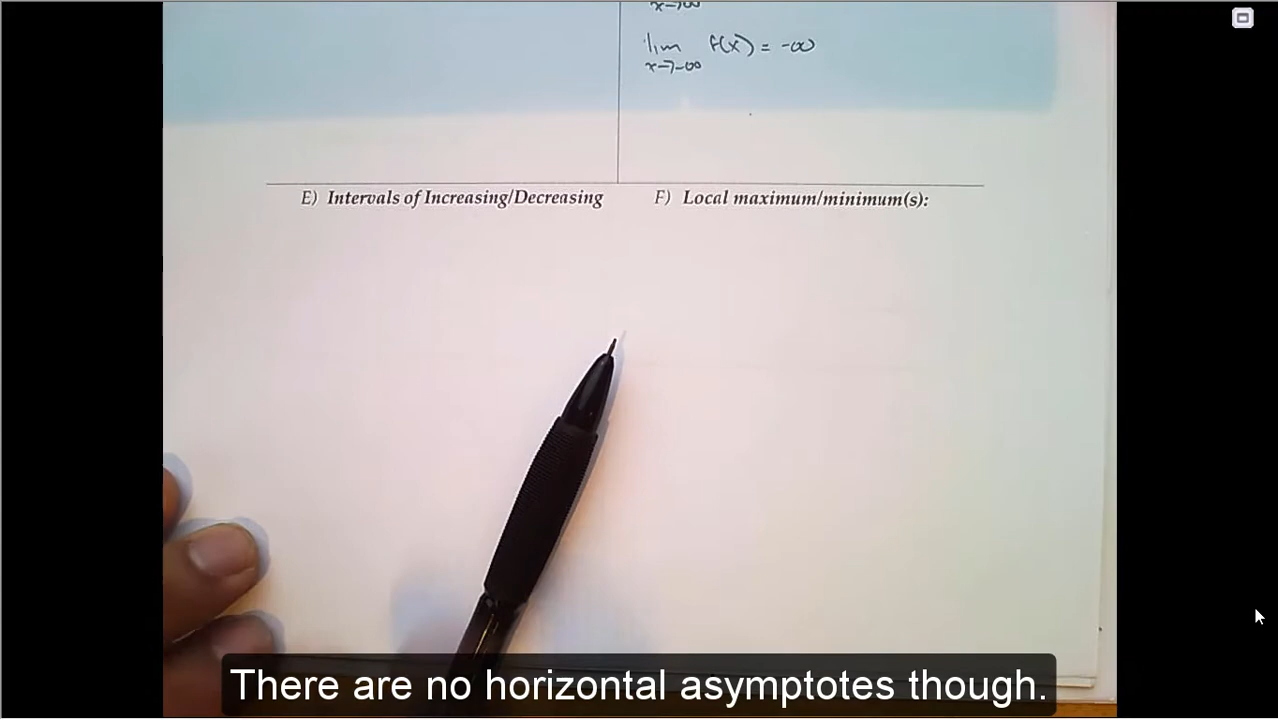 x→∞
lim f(x) = -∞
x→-∞
E) Intervals of Increasing/Decreasing F) Local maximum/minimum(s):
There are no horizontal asymptotes though.